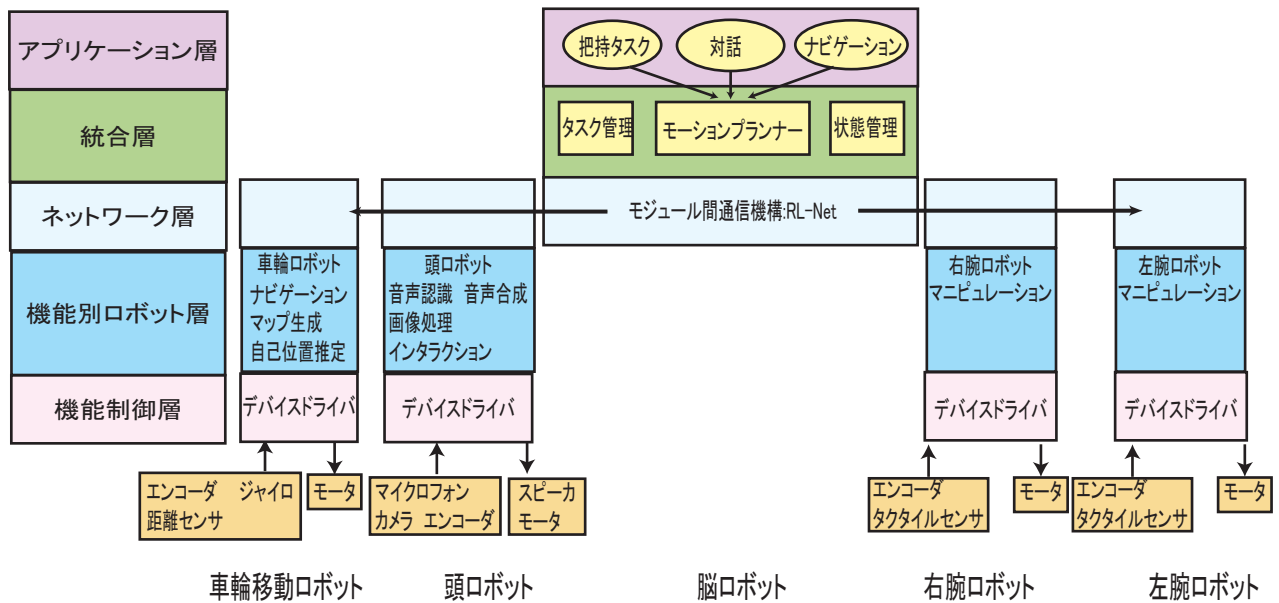 アプリケーション層
把持タスク
対話
ナビゲーション
統合層
タスク管理
モーションプランナー
状態管理
ネットワーク層
モジュール間通信機構:RL-Net
機能別ロボット層
車輪ロボット
ナビゲーション
マップ生成
自己位置推定
頭ロボット
音声認識 音声合成
画像処理
インタラクション
右腕ロボット
マニピュレーション
左腕ロボット
マニピュレーション
機能制御層
デバイスドライバ
デバイスドライバ
デバイスドライバ
デバイスドライバ
エンコーダ ジャイロ
距離センサ
モータ
マイクロフォン
カメラ エンコーダ
スピーカ
モータ
エンコーダ
タクタイルセンサ
モータ
エンコーダ
タクタイルセンサ
モータ
車輪移動ロボット
頭ロボット
脳ロボット
右腕ロボット
左腕ロボット